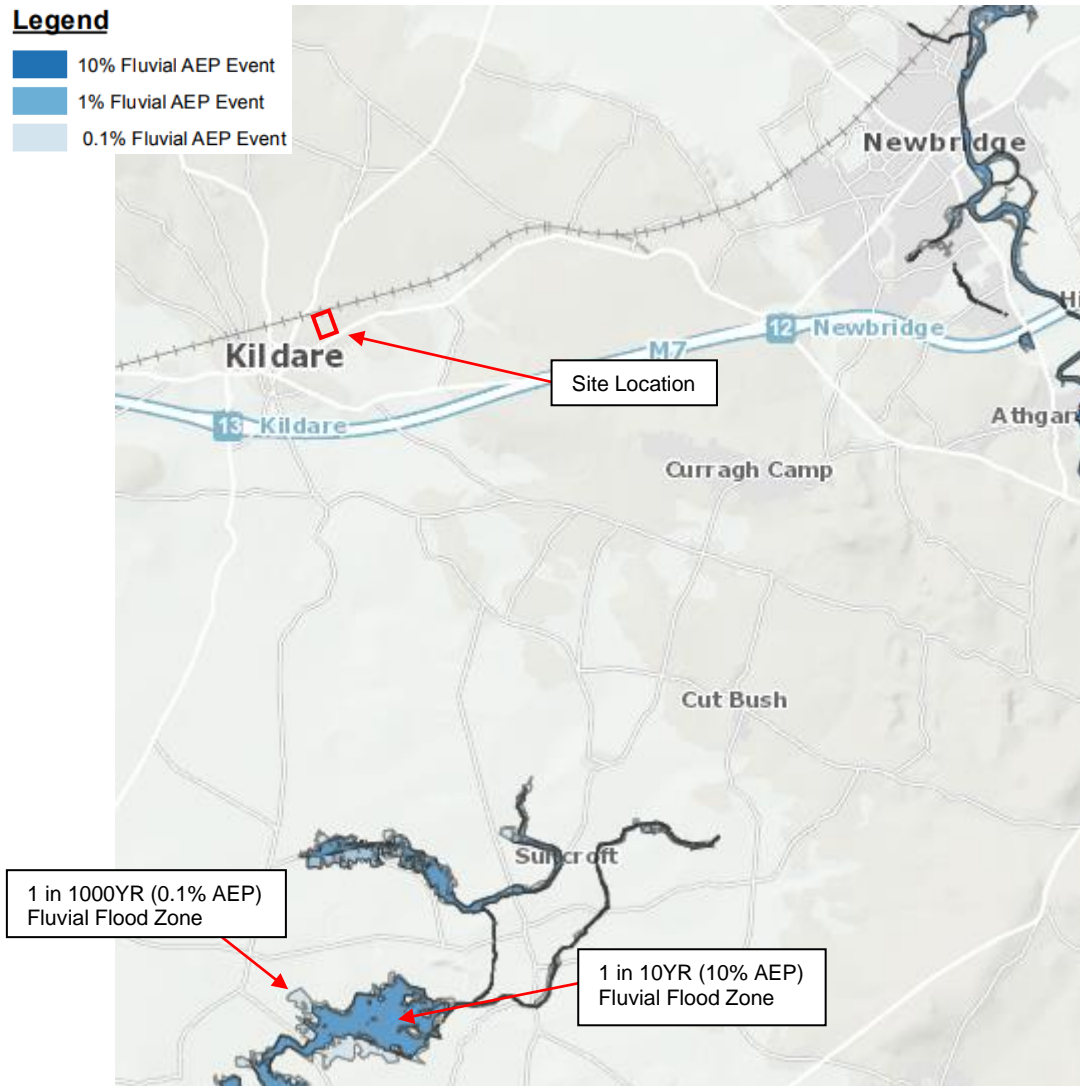 Legend
10% Fluvial AEP Event
1% Fluvial AEP Event
0.1% Fluvial AEP Event
Newbridge
Kildare
Site Location
M7
12 Newbridge
13 Kildare
Curragh Camp
Cut Bush
1 in 1000YR (0.1% AEP)
Fluvial Flood Zone
1 in 10YR (10% AEP)
Fluvial Flood Zone